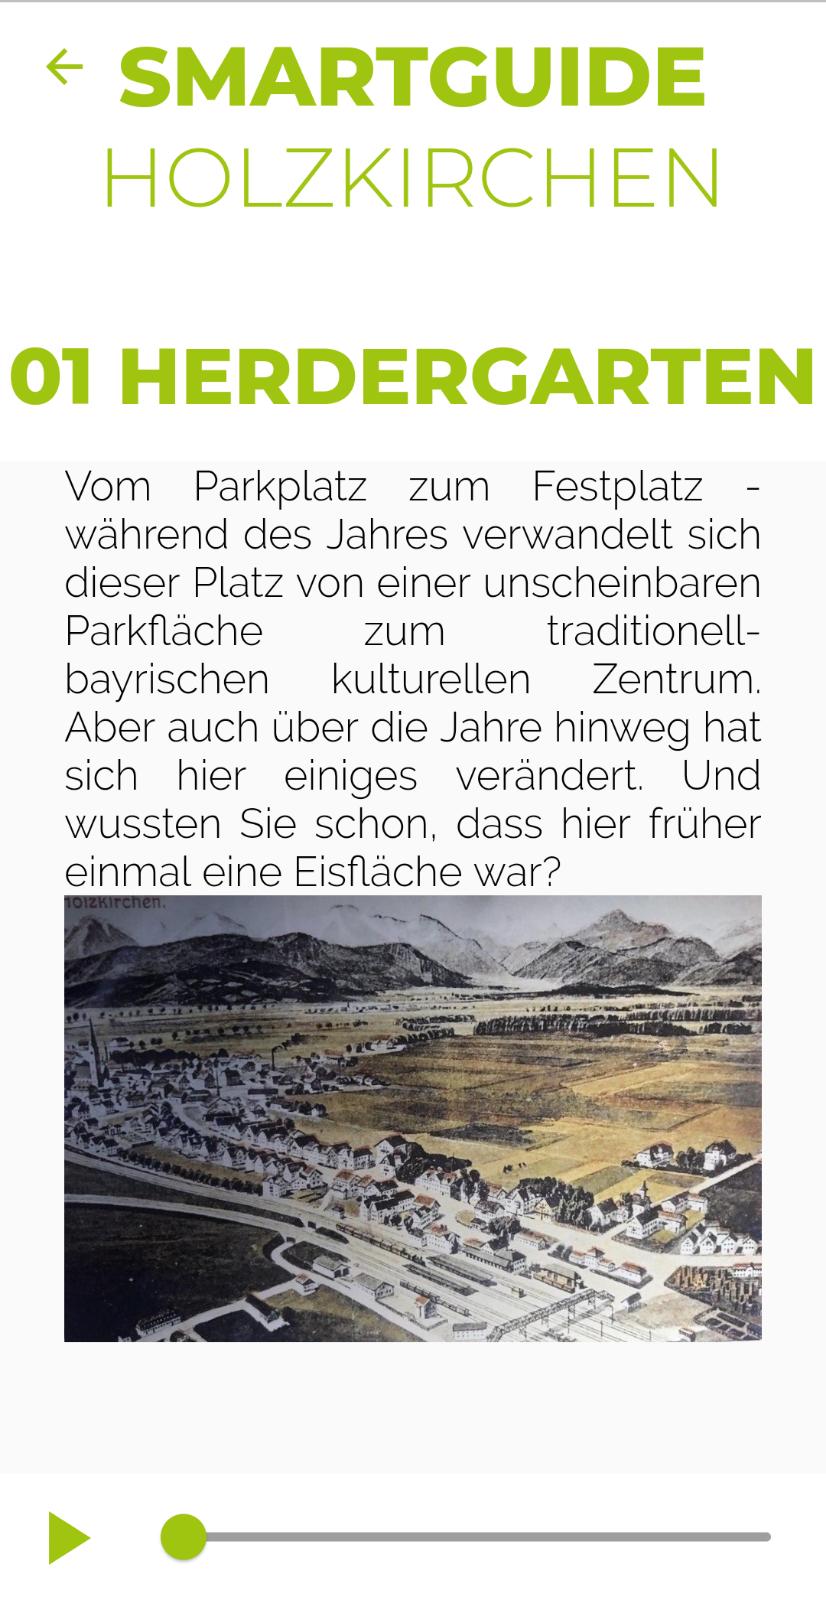 SMARTGUIDE
HOLZKIRCHEN
01 HERDERGARTEN
Vom Parkplatz zum Festplatz -
während des Jahres verwandelt sich
dieser Platz von einer unscheinbaren
Parkfläche zum traditionell-
bayrischen kulturellen Zentrum.
Aber auch über die Jahre hinweg hat
sich hier einiges verändert. Und
wussten Sie schon, dass hier früher
einmal eine Eisfläche war?
olzkirchen.